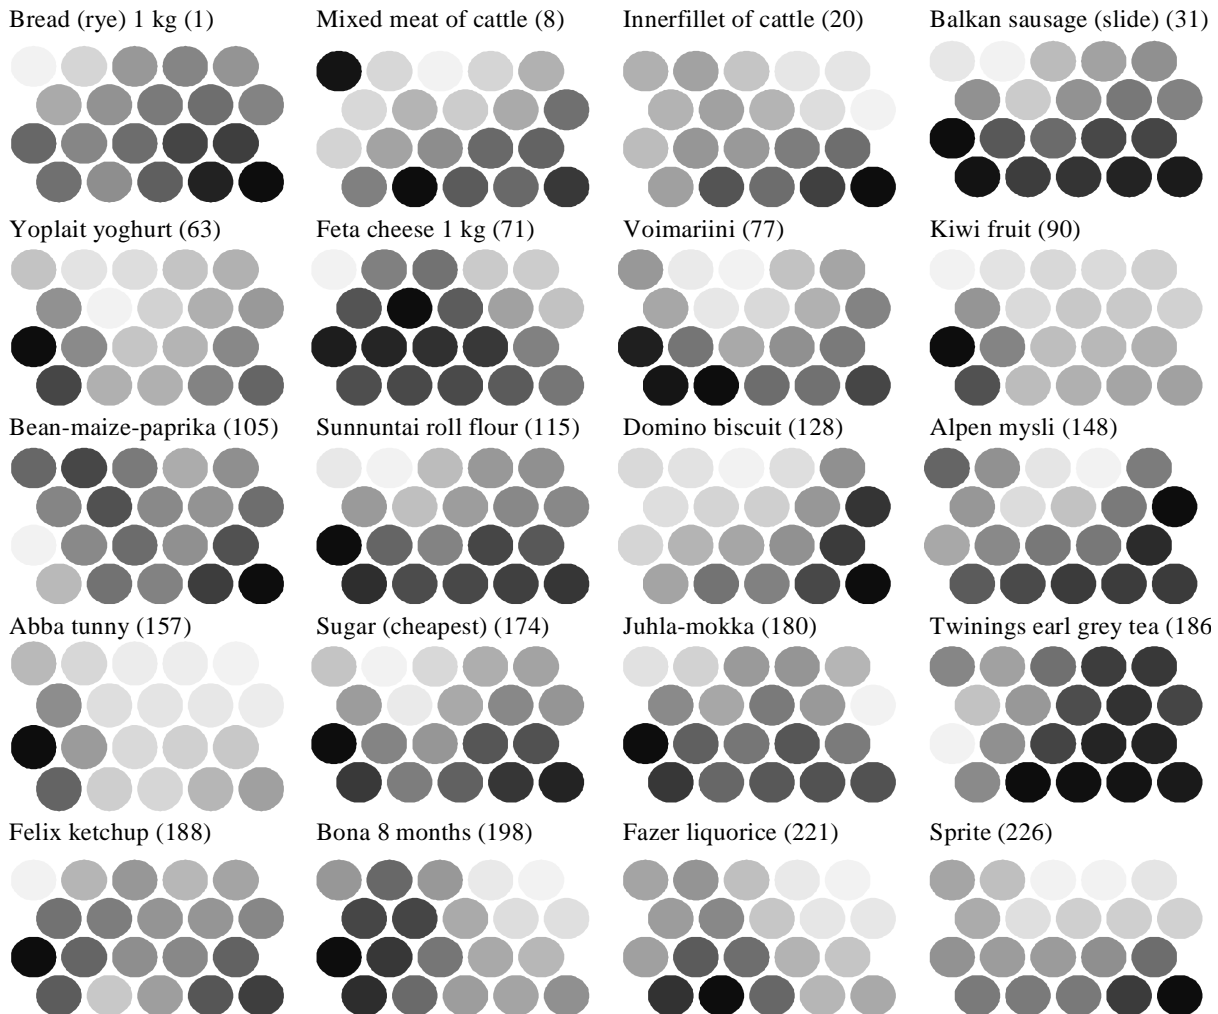 Bread (rye) 1 kg (1) Mixed meat of cattle (8) Innerfillet of cattle (20) Balkan sausage (slide) (31)
Yoplait yoghurt (63) Feta cheese 1 kg (71) Voimariini (77) Kiwi fruit (90)
Bean-maize-paprika (105) Sunnuntai roll flour (115) Domino biscuit (128) Alpen mysli (148)
Abba tunny (157) Sugar (cheapest) (174) Juhla-mokka (180) Twinings earl grey tea (186
Felix ketchup (188) Bona 8 months (198) Fazer liquorice (221) Sprite (226)